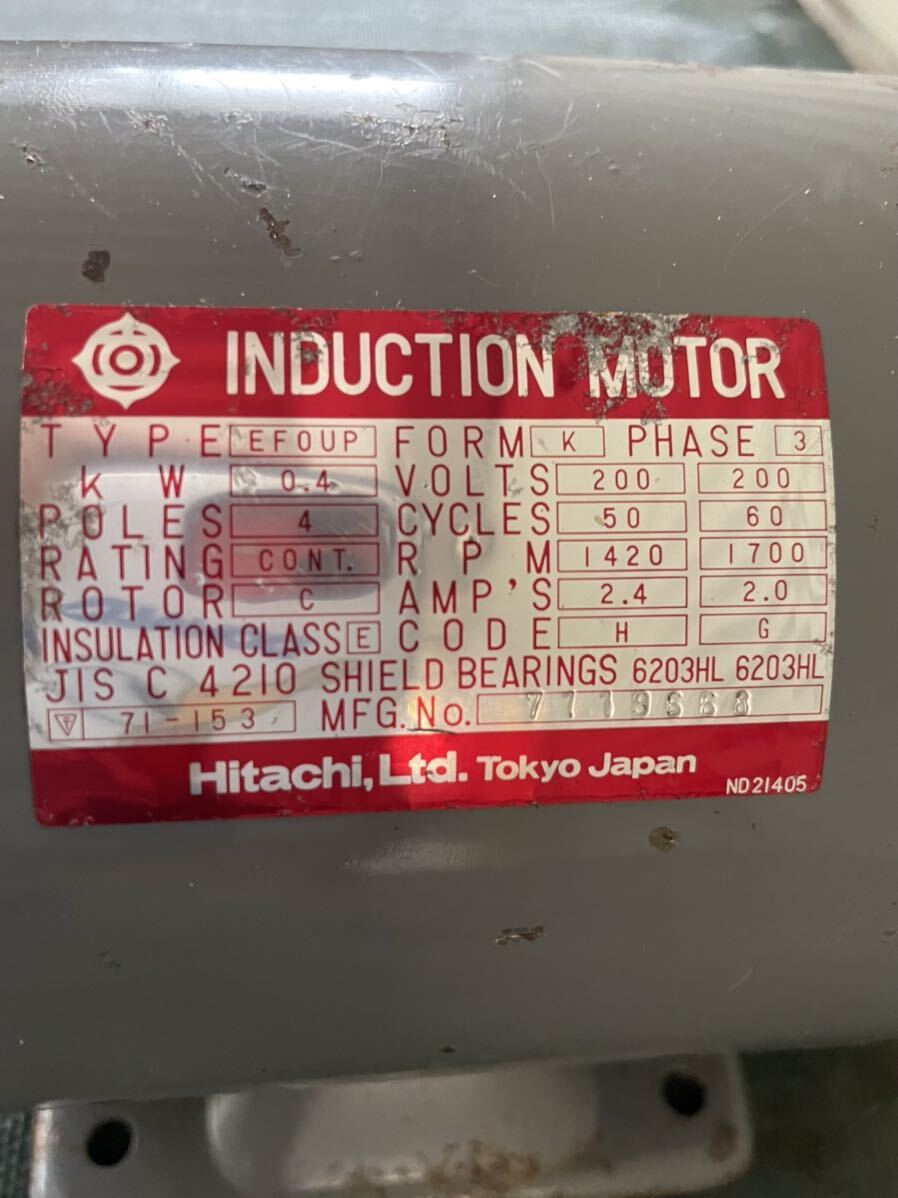 INDUCTION MOTOR
TYPE EFOUP FORM K PHASE 3
kW 0.4 VOLTS 200 200
POLES 4 CYCLES 50 60
RATING CONT. RPM 1420 1700
ROTOR C AMP'S 2.4 2.0
INSULATION CLASS E CODE H G
JIS C 4210 SHIELD BEARINGS 6203HL 6203HL
71-153 MFG.No.
Hitachi,Ltd. Tokyo Japan
ND21405